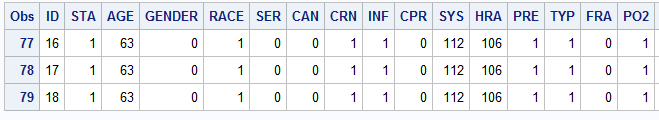 Obs ID STA AGE GENDER RACE SER CAN CRN INF CPR SYS HRA PRE TYP FRA PO2
77 16 1 63 0 1 0 0 1 1 0 112 106 1 1 0 1
78 17 1 63 0 1 0 0 1 1 0 112 106 1 1 0 1
79 18 1 63 0 1 0 0 1 1 0 112 106 1 1 0 1